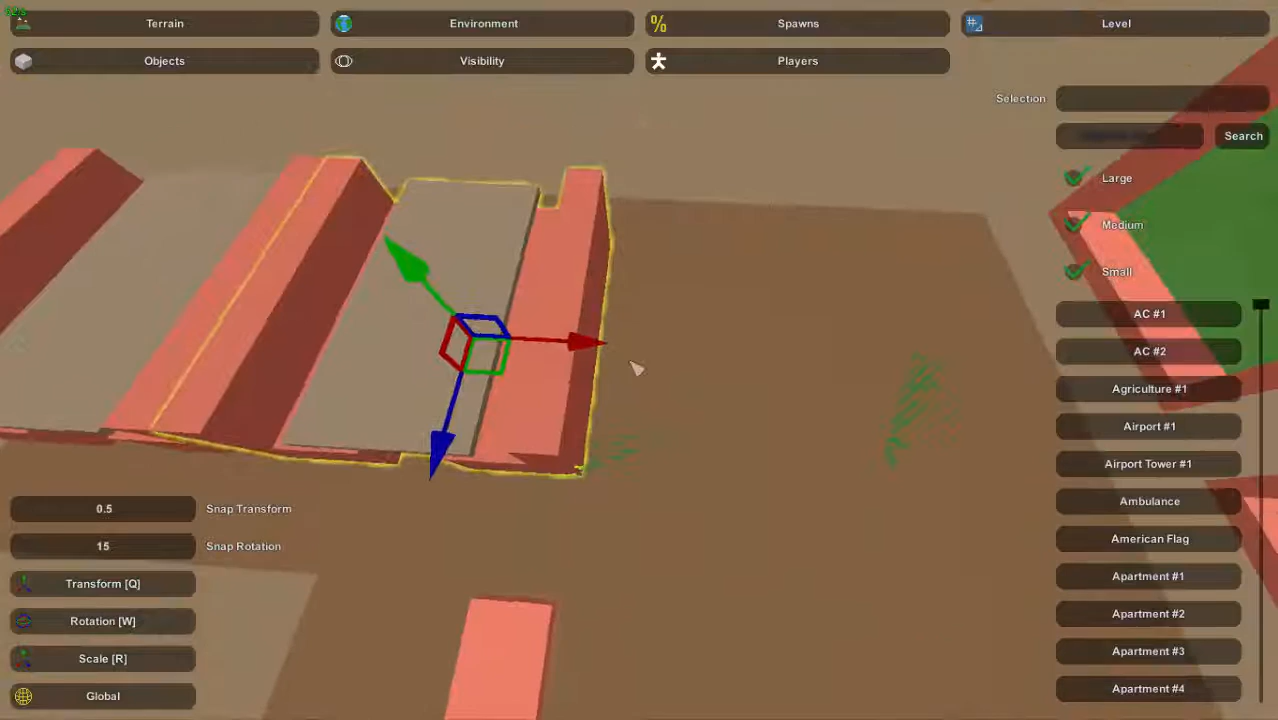 Terrain
Environment
Spawns
Level
Objects
Visibility
Players
Selection
Search
Large
Medium
Small
AC #1
AC #2
Agriculture #1
Airport #1
Airport Tower #1
Ambulance
American Flag
Apartment #1
Apartment #2
Apartment #3
Apartment #4
0.5 Snap Transform
15 Snap Rotation
Transform [Q]
Rotation [W]
Scale [R]
Global